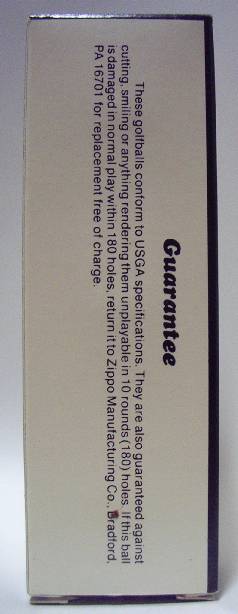 Guarantee
These golfballs conform to USGA specifications. They are also guaranteed against
cutting, smiling or anything rendering them unplayable in 10 rounds (180) holes. If this ball
is damaged in normal play within 180 holes, return it to Zippo Manufacturing Co., Bradford,
PA 16701 for replacement free of charge.